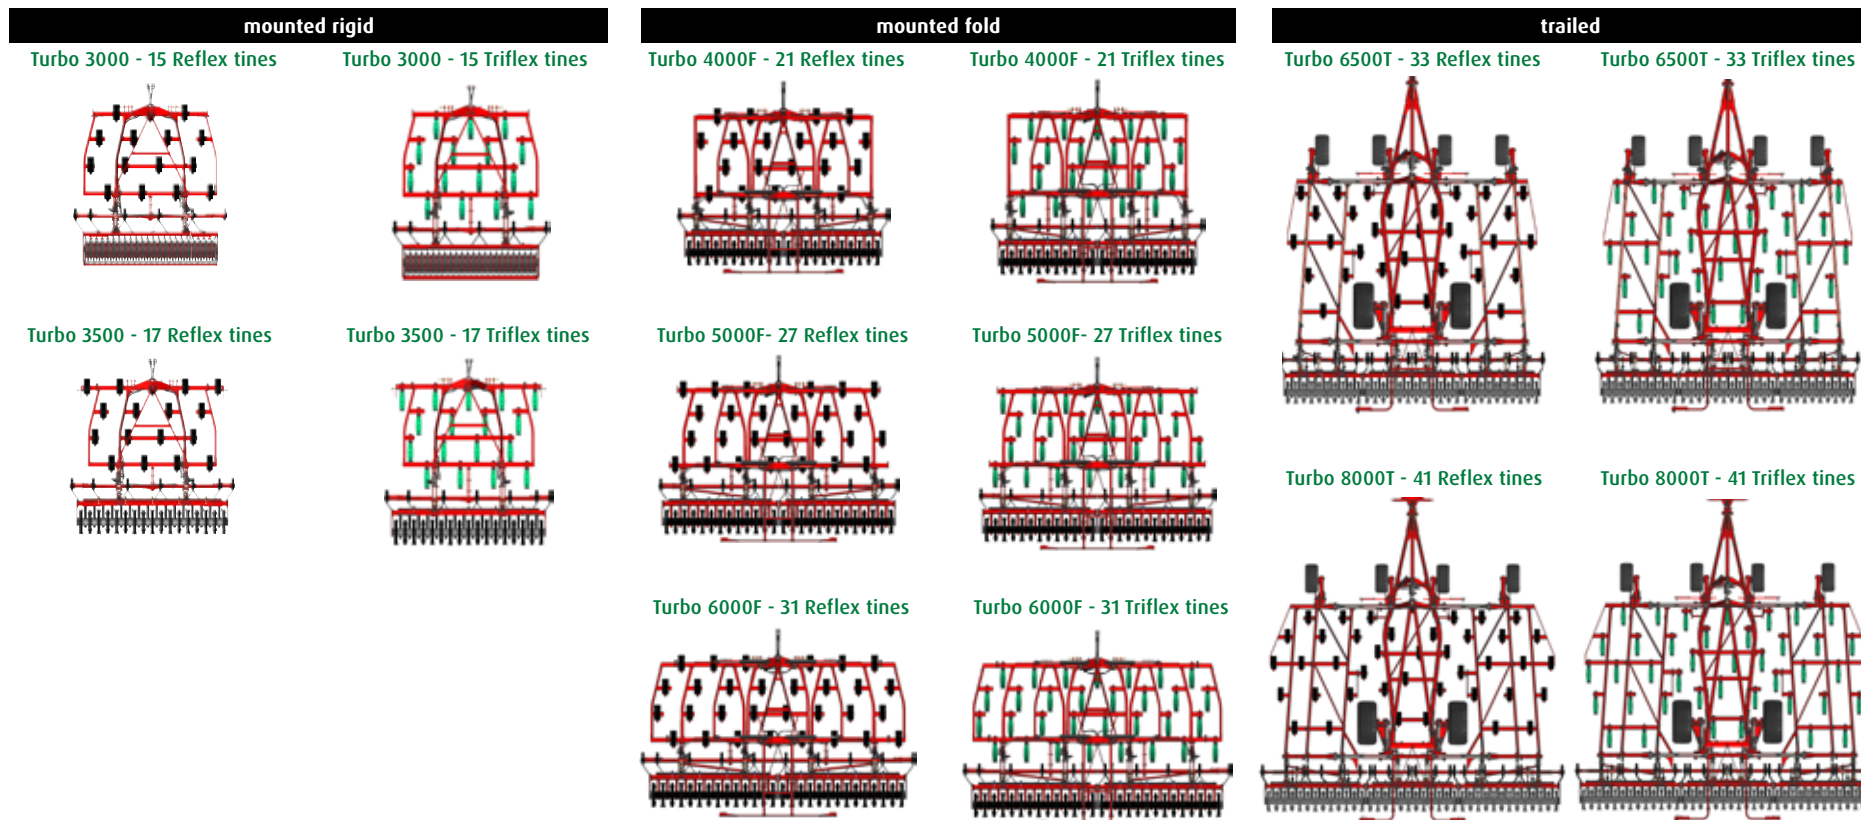 mounted rigid
Turbo 3000 - 15 Reflex tines
Turbo 3000 - 15 Triflex tines
Turbo 3500 - 17 Reflex tines
Turbo 3500 - 17 Triflex tines
mounted fold
Turbo 4000F - 21 Reflex tines
Turbo 4000F - 21 Triflex tines
Turbo 5000F- 27 Reflex tines
Turbo 5000F- 27 Triflex tines
Turbo 6000F - 31 Reflex tines
Turbo 6000F - 31 Triflex tines
trailed
Turbo 6500T - 33 Reflex tines
Turbo 6500T - 33 Triflex tines
Turbo 8000T - 41 Reflex tines
Turbo 8000T - 41 Triflex tines